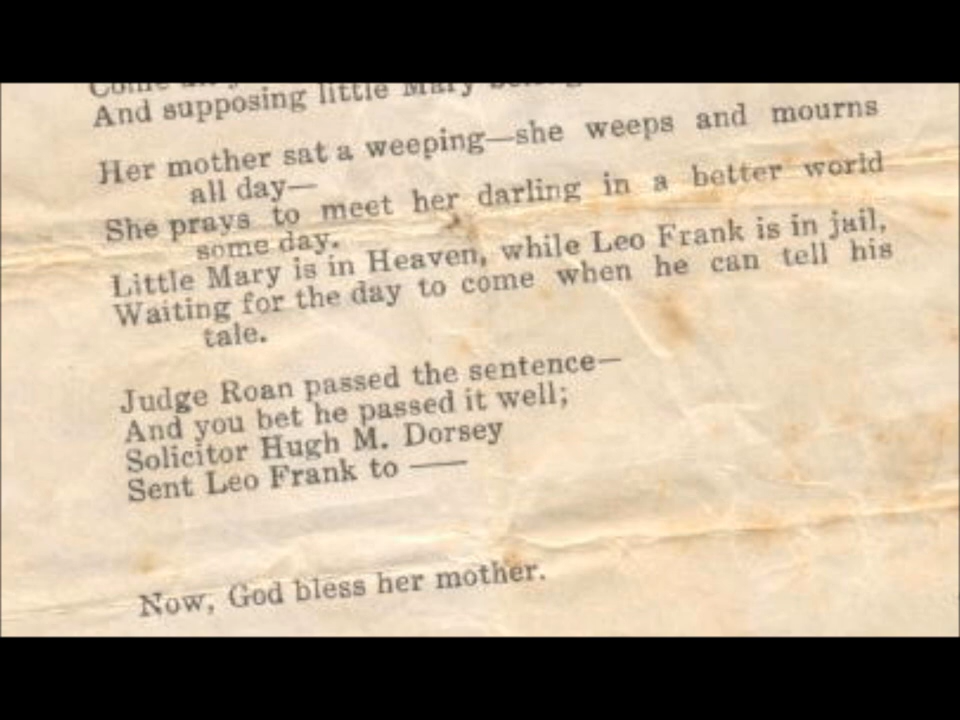 Come
And supposing little Mary
Her mother sat a weeping—she weeps and mourns
all day—
She prays to meet her darling in a better world
some day.
Little Mary is in Heaven, while Leo Frank is in jail,
Waiting for the day to come when he can tell his
tale.
Judge Roan passed the sentence—
And you bet he passed it well;
Solicitor Hugh M. Dorsey
Sent Leo Frank to ——
Now, God bless her mother.